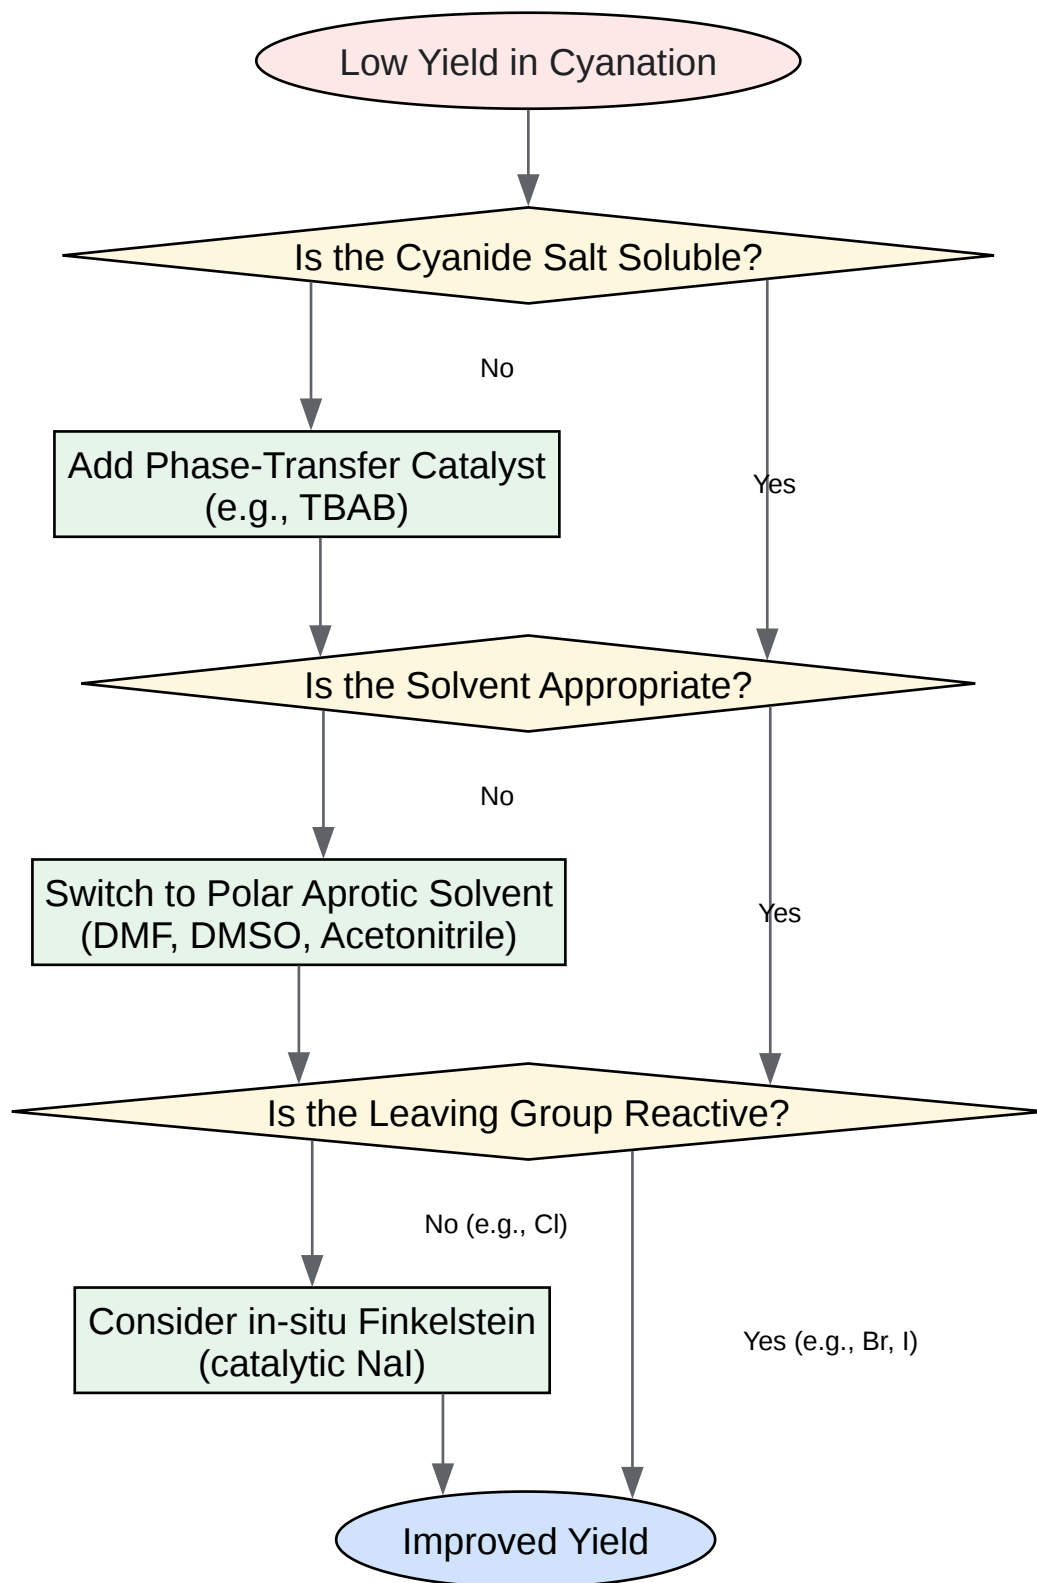 Low Yield in Cyanation
Is the Cyanide Salt Soluble?
No
Add Phase-Transfer Catalyst
(e.g., TBAB)
Yes
Is the Solvent Appropriate?
No
Switch to Polar Aprotic Solvent
(DMF, DMSO, Acetonitrile)
Yes
Is the Leaving Group Reactive?
No (e.g., Cl)
Consider in-situ Finkelstein
(catalytic NaI)
Yes (e.g., Br, I)
Improved Yield